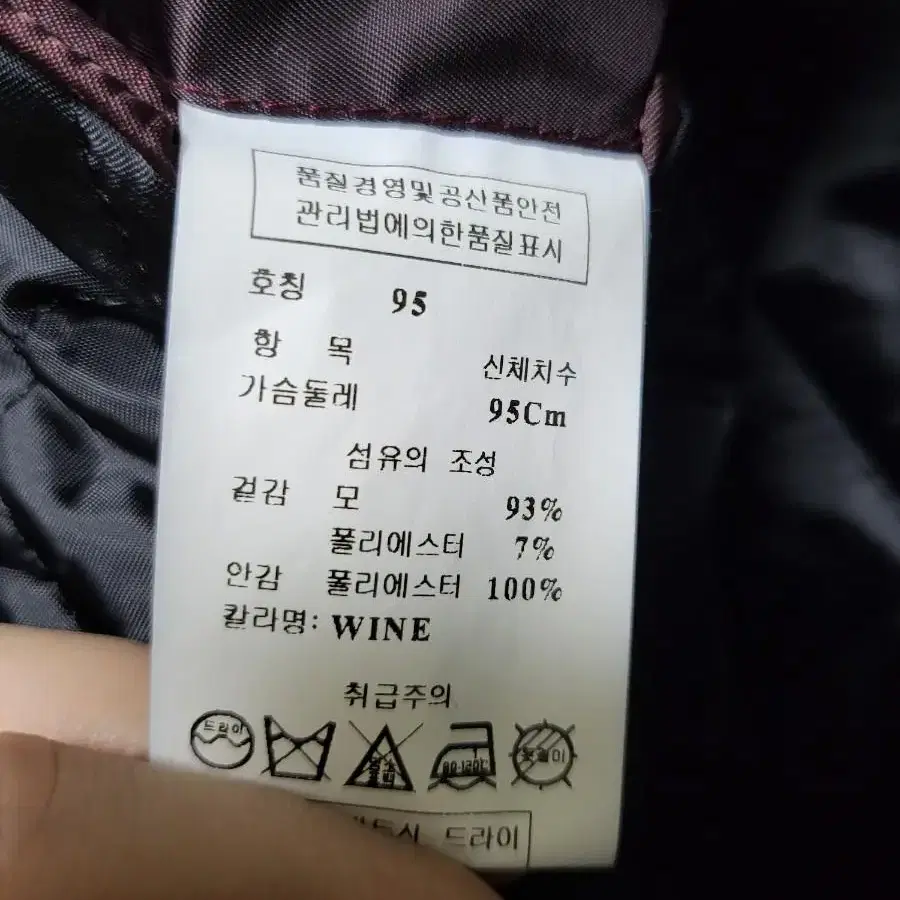 품질경영및공산품안전
관리법에의한품질표시
호칭 95
항 목 신체치수
가슴둘레 95Cm
섬유의 조성
겉감 모 93%
폴리에스터 7%
안감 폴리에스터 100%
칼라명: WINE
취급주의
드라이
80-120℃
드라이